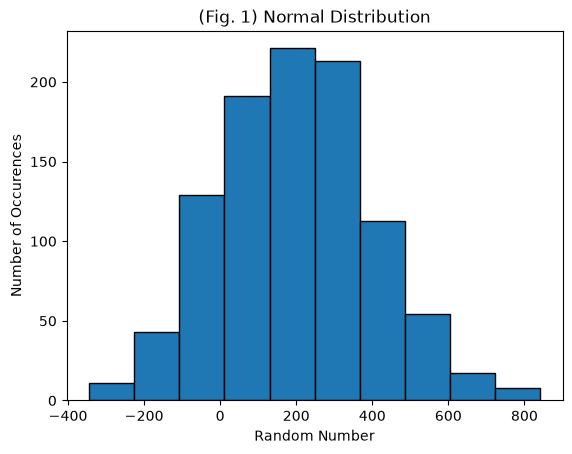 (Fig. 1) Normal Distribution
200
150
100
50
0
Number of Occurences
−400 −200 0 200 400 600 800
Random Number